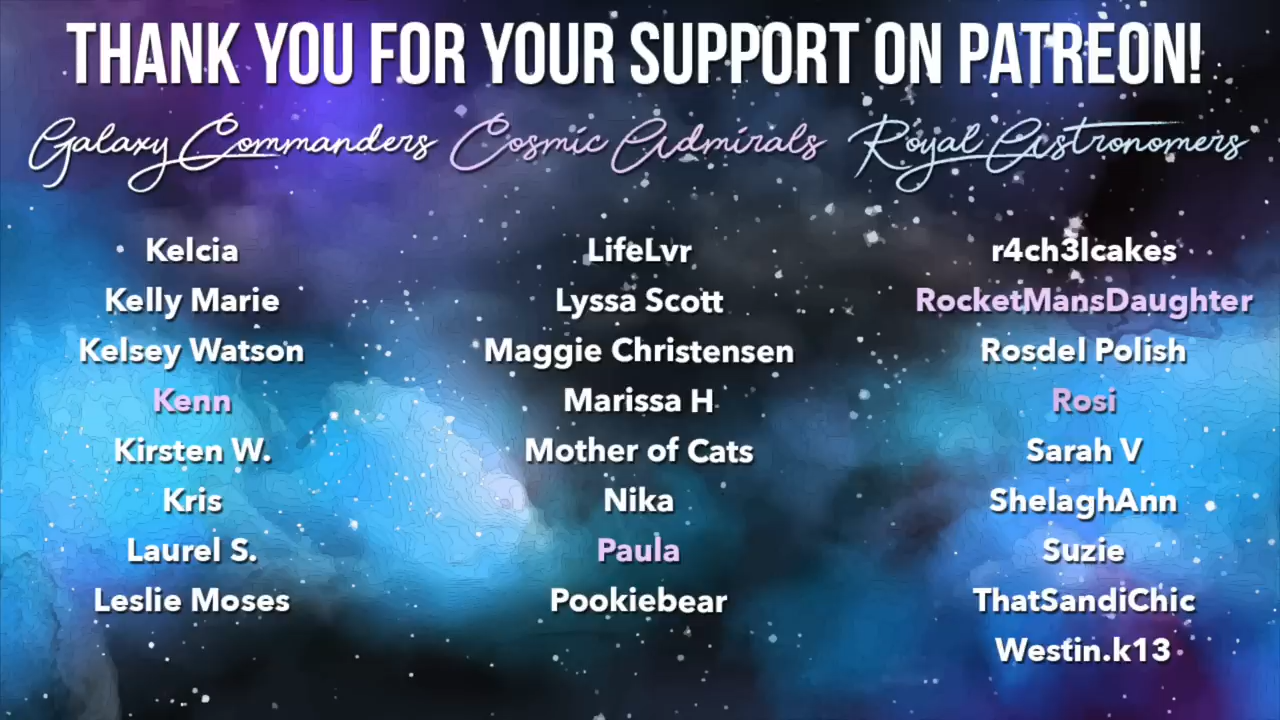 THANK YOU FOR YOUR SUPPORT ON PATREON!
Galaxy Commanders Cosmic Admirals Royal Astronomers
Kelcia LifeLvr r4ch3lcakes
Kelly Marie Lyssa Scott RocketMansDaughter
Kelsey Watson Maggie Christensen Rosdel Polish
Kenn Marissa H Rosi
Kirsten W. Mother of Cats Sarah V
Kris Nika ShelaghAnn
Laurel S. Paula Suzie
Leslie Moses Pookiebear ThatSandiChic
Westin.k13